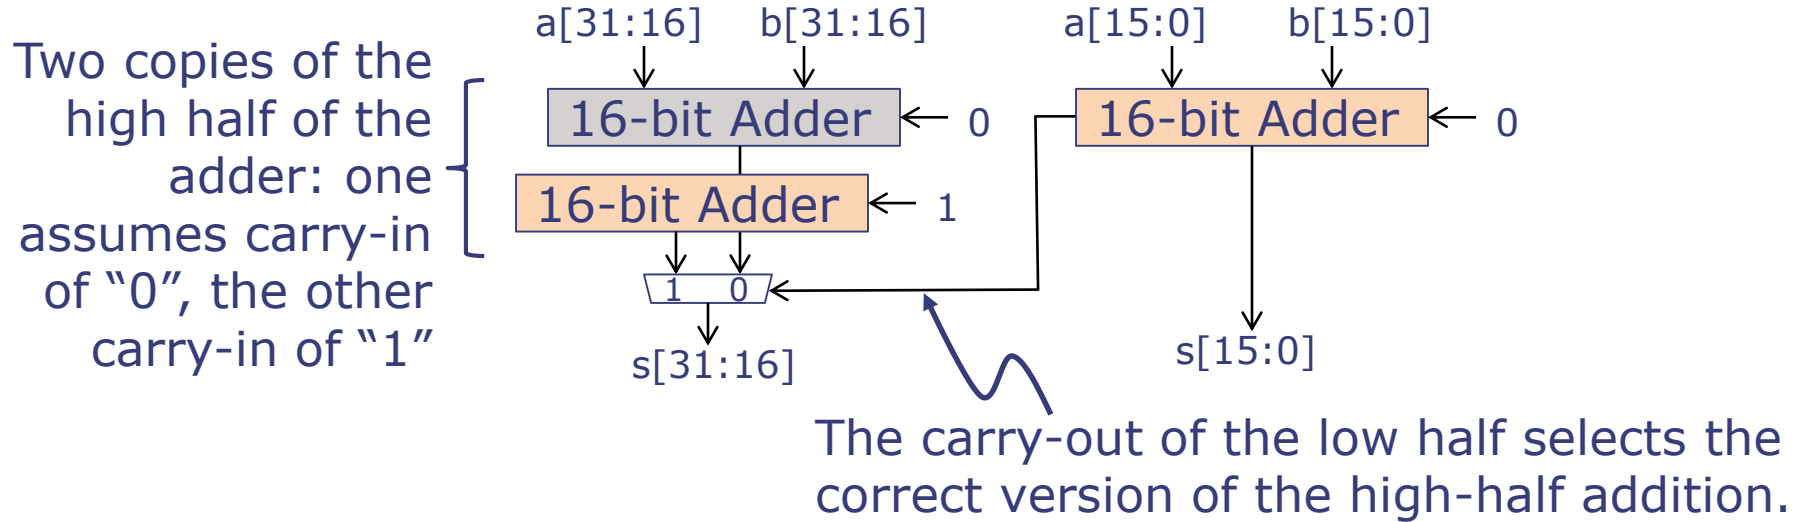 a[31:16] b[31:16] a[15:0] b[15:0]
Two copies of the
high half of the
adder: one
assumes carry-in
of “0”, the other
carry-in of “1”
16-bit Adder 0
16-bit Adder 0
16-bit Adder 1
1 0
s[31:16]
s[15:0]
The carry-out of the low half selects the
correct version of the high-half addition.